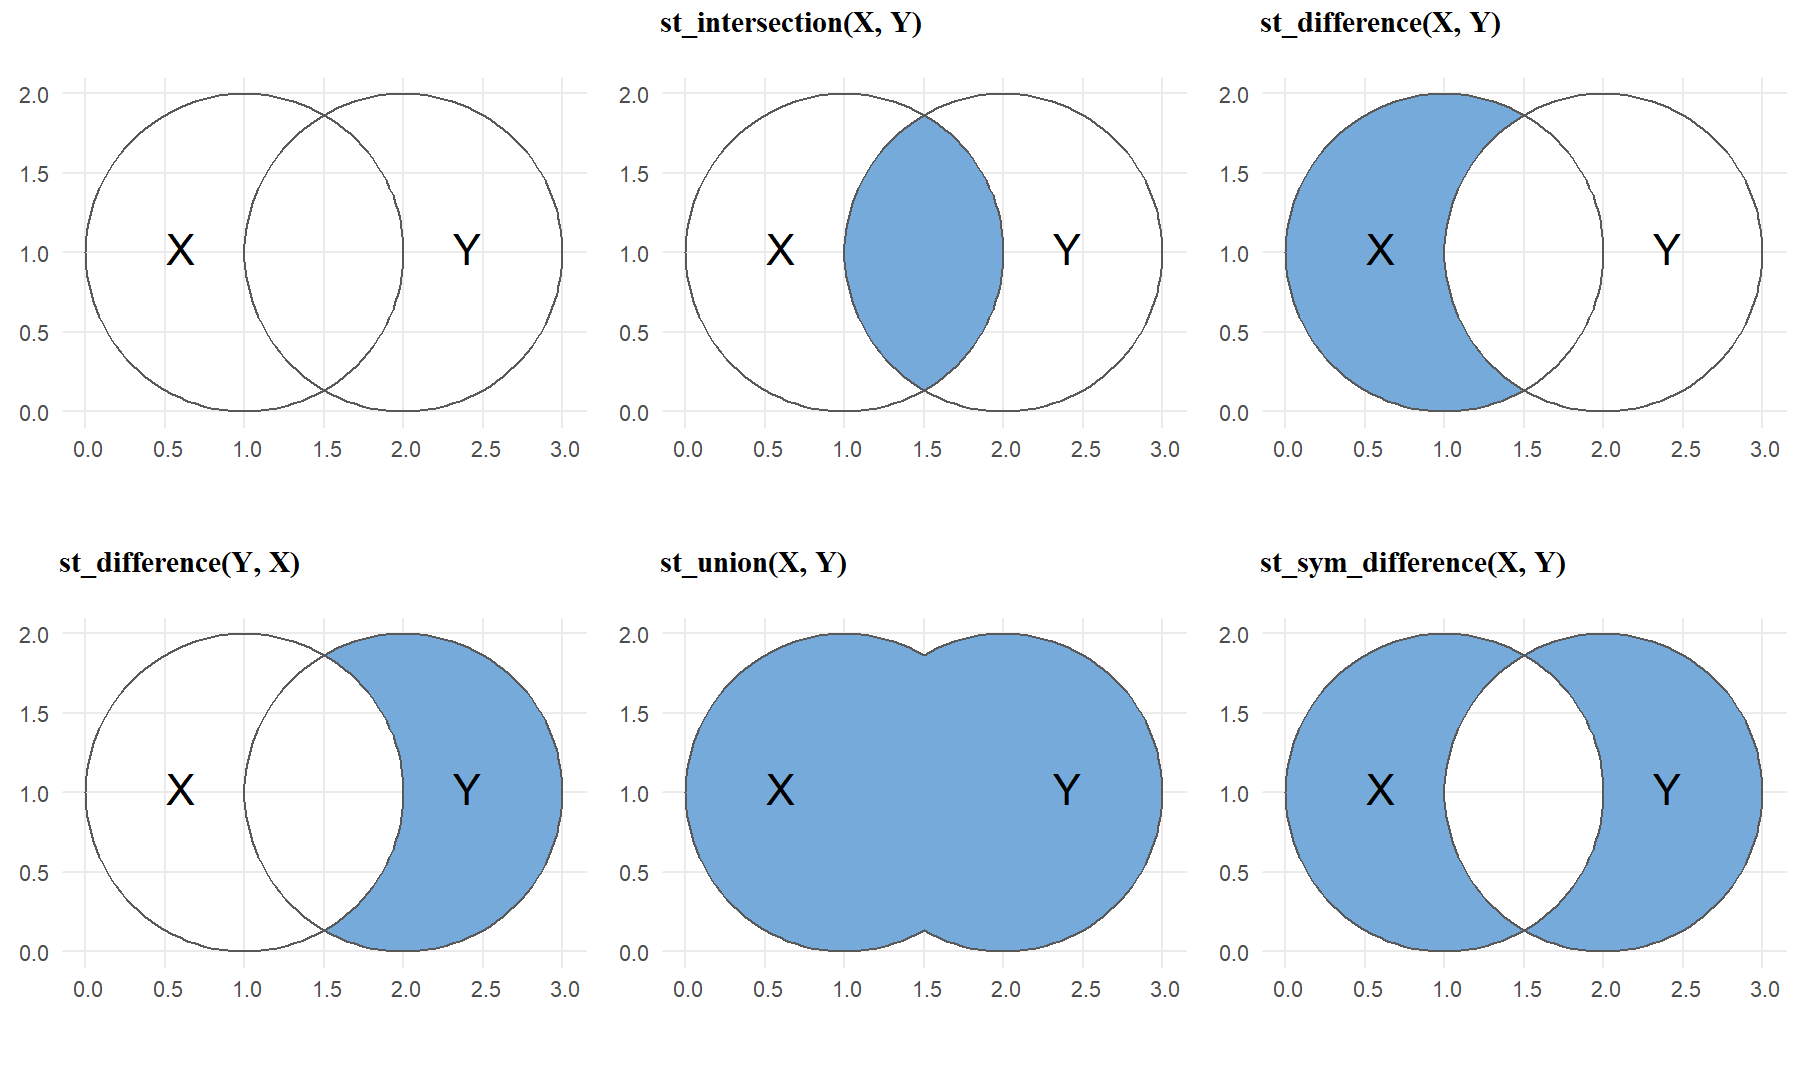 st_intersection(X, Y)
st_difference(X, Y)
2.0
1.5
1.0
0.5
0.0
X
Y
0.0 0.5 1.0 1.5 2.0 2.5 3.0
2.0
1.5
1.0
0.5
0.0
X
Y
0.0 0.5 1.0 1.5 2.0 2.5 3.0
2.0
1.5
1.0
0.5
0.0
X
Y
0.0 0.5 1.0 1.5 2.0 2.5 3.0
st_difference(Y, X)
2.0
1.5
1.0
0.5
0.0
X
Y
0.0 0.5 1.0 1.5 2.0 2.5 3.0
st_union(X, Y)
2.0
1.5
1.0
0.5
0.0
X
Y
0.0 0.5 1.0 1.5 2.0 2.5 3.0
st_sym_difference(X, Y)
2.0
1.5
1.0
0.5
0.0
X
Y
0.0 0.5 1.0 1.5 2.0 2.5 3.0